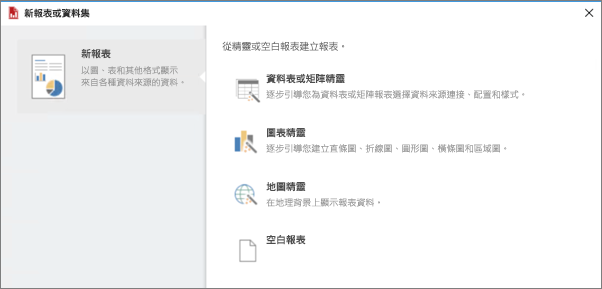 新報表或資料集
新報表
以圖、表和其他格式顯示
來自各種資料來源的資料。
從精靈或空白報表建立報表。
資料表或矩陣精靈
逐步引導您為資料表或矩陣報表選擇資料來源連接、配置和樣式。
圖表精靈
逐步引導您建立直條圖、折線圖、圓形圖、橫條圖和區域圖。
地圖精靈
在地理背景上顯示報表資料。
空白報表